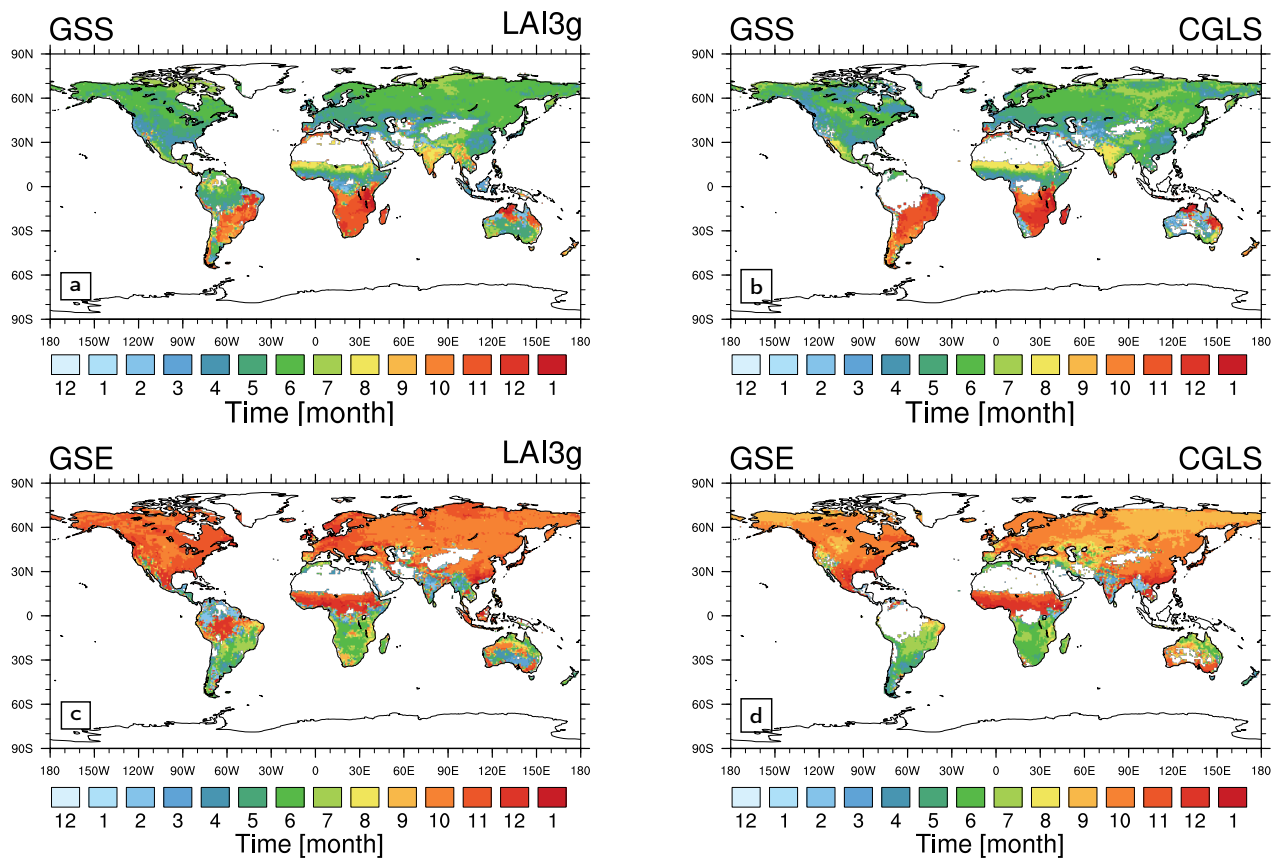 GSS LAI3g
90N
60N
30N
0
30S
60S
90S
a
180 150W 120W 90W 60W 30W 0 30E 60E 90E 120E 150E 180
12 1 2 3 4 5 6 7 8 9 10 11 12 1
Time [month]
GSS CGLS
90N
60N
30N
0
30S
60S
90S
b
180 150W 120W 90W 60W 30W 0 30E 60E 90E 120E 150E 180
12 1 2 3 4 5 6 7 8 9 10 11 12 1
Time [month]
GSE LAI3g
90N
60N
30N
0
30S
60S
90S
c
180 150W 120W 90W 60W 30W 0 30E 60E 90E 120E 150E 180
12 1 2 3 4 5 6 7 8 9 10 11 12 1
Time [month]
GSE CGLS
90N
60N
30N
0
30S
60S
90S
d
180 150W 120W 90W 60W 30W 0 30E 60E 90E 120E 150E 180
12 1 2 3 4 5 6 7 8 9 10 11 12 1
Time [month]